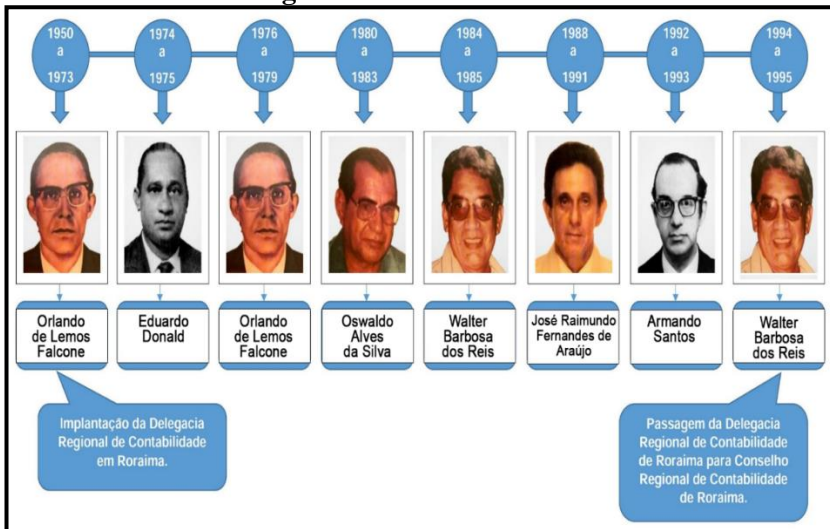 1950
a
1973
1974
a
1975
1976
a
1979
1980
a
1983
1984
a
1985
1988
a
1991
1992
a
1993
1994
a
1995
Orlando
de Lemos
Falcone
Eduardo
Donald
Orlando
de Lemos
Falcone
Oswaldo
Alves
da Silva
Walter
Barbosa
dos Reis
José Raimundo
Fernandes de
Araújo
Armando
Santos
Walter
Barbosa
dos Reis
Implantação da Delegacia
Regional de Contabilidade
em Roraima.
Passagem da Delegacia
Regional de Contabilidade
de Roraima para Conselho
Regional de Contabilidade
de Roraima.